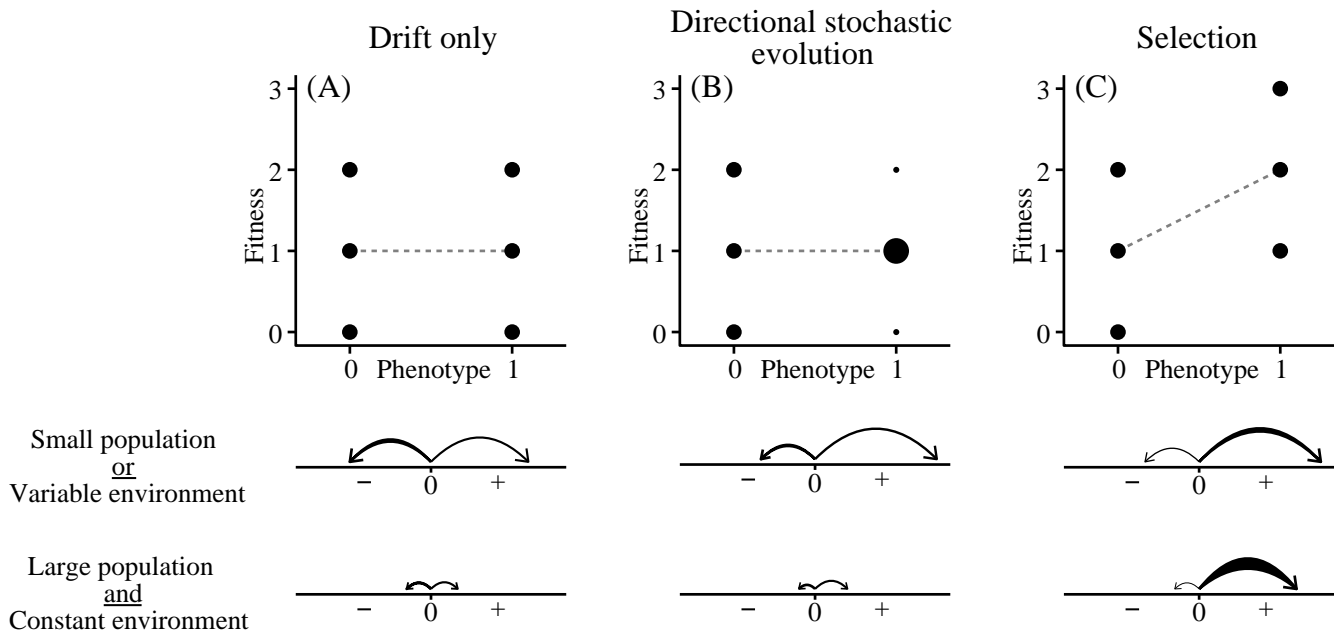 Drift only
Directional stochastic
evolution
Selection
(A)
3
2
1
0
Fitness
0 Phenotype 1
(B)
3
2
1
0
Fitness
0 Phenotype 1
(C)
3
2
1
0
Fitness
0 Phenotype 1
Small population
or
Variable environment
− 0 +
− 0 +
− 0 +
Large population
and
Constant environment
− 0 +
− 0 +
− 0 +